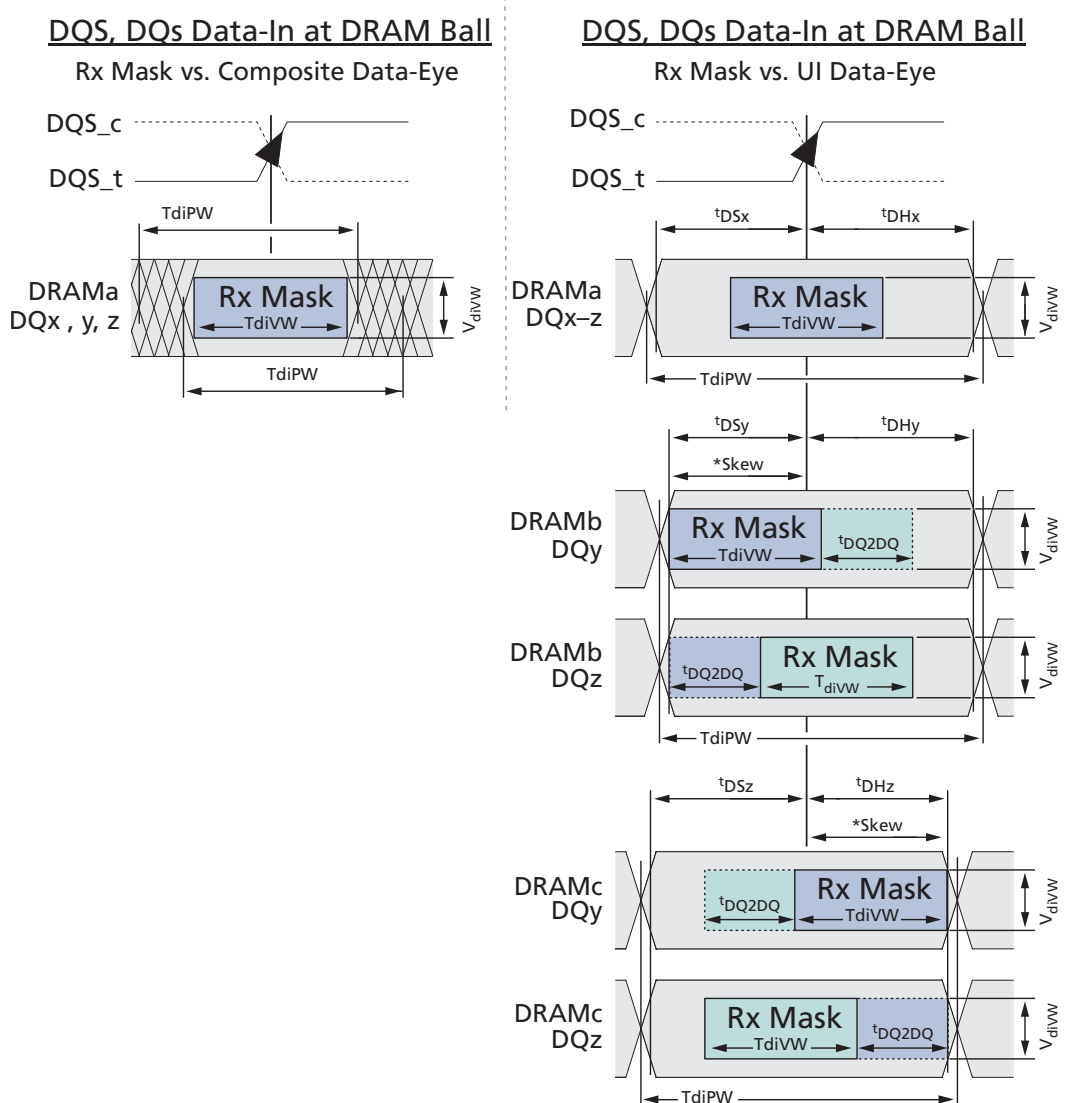 DQS, DQs Data-In at DRAM Ball
Rx Mask vs. Composite Data-Eye
DQS_c
DQS_t
TdiPW
DRAMa
DQx , y, z
Rx Mask
TdiVW
VdiVW
TdiPW
DQS, DQs Data-In at DRAM Ball
Rx Mask vs. UI Data-Eye
DQS_c
DQS_t
tDSx
tDHx
DRAMa
DQx–z
Rx Mask
TdiVW
VdiVW
TdiPW
tDSy
tDHy
*Skew
DRAMb
DQy
Rx Mask
TdiVW
tDQ2DQ
VdiVW
DRAMb
DQz
tDQ2DQ
Rx Mask
TdiVW
VdiVW
TdiPW
tDSz
tDHz
*Skew
DRAMc
DQy
tDQ2DQ
Rx Mask
TdiVW
VdiVW
DRAMc
DQz
Rx Mask
TdiVW
tDQ2DQ
VdiVW
TdiPW